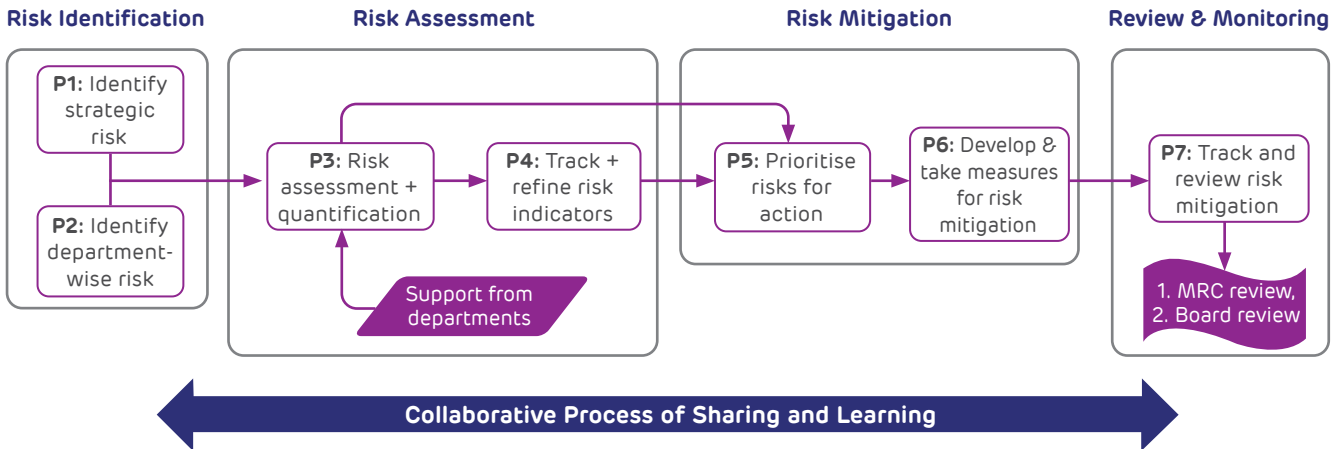 Risk Identification
P1: Identify
strategic
risk
P2: Identify
department-
wise risk
Risk Assessment
P3: Risk
assessment +
quantification
P4: Track +
refine risk
indicators
Support from
departments
Risk Mitigation
P5: Prioritise
risks for
action
P6: Develop &
take measures
for risk
mitigation
Review & Monitoring
P7: Track and
review risk
mitigation
1. MRC review,
2. Board review
Collaborative Process of Sharing and Learning